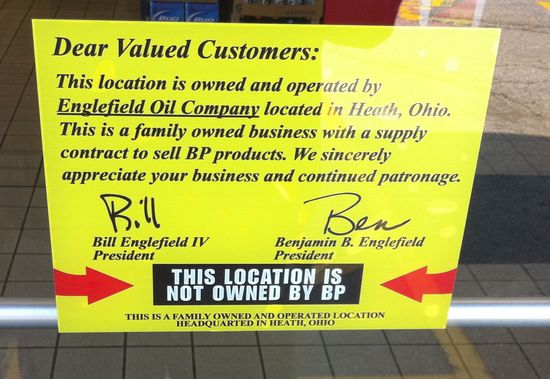 Dear Valued Customers:
This location is owned and operated by
Englefield Oil Company located in Heath, Ohio.
This is a family owned business with a supply
contract to sell BP products. We sincerely
appreciate your business and continued patronage.
Bill Ben
Bill Englefield IV Benjamin B. Englefield
President President
THIS LOCATION IS
NOT OWNED BY BP
THIS IS A FAMILY OWNED AND OPERATED LOCATION
HEADQUARTED IN HEATH, OHIO